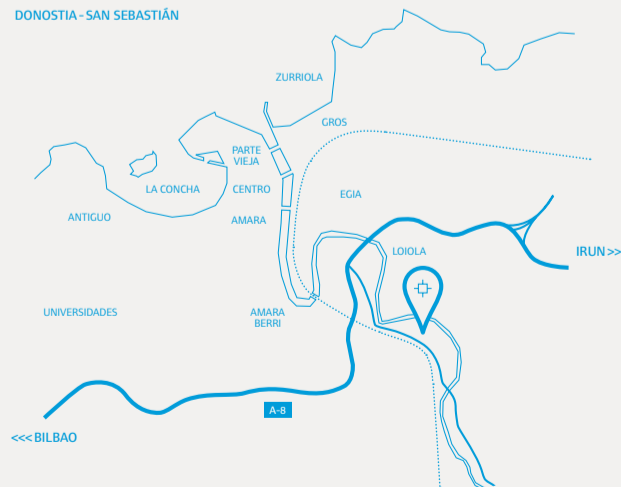 DONOSTIA-SAN SEBASTIÁN
ZURRIOLA
GROS
PARTE
VIEJA
LA CONCHA
CENTRO
EGIA
ANTIGUO
AMARA
LOIOLA
IRUN >>
UNIVERSIDADES
AMARA
BERRI
A-8
<<< BILBAO